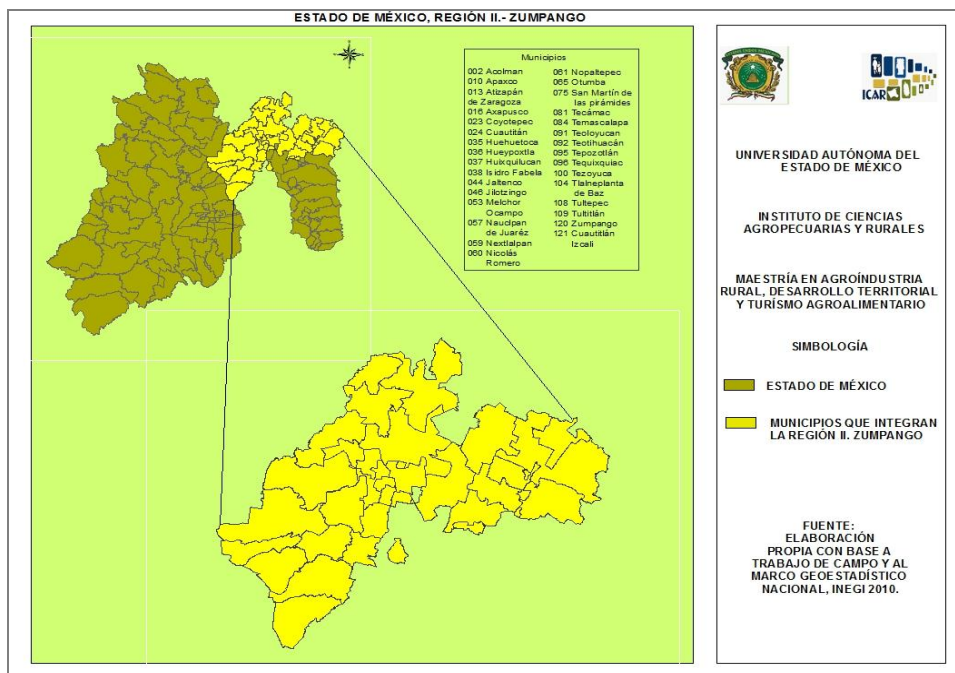 ESTADO DE MÉXICO, REGIÓN II.- ZUMPANGO
Municipios
002 Acolman
010 Apaxco
013 Atizapán
de Zaragoza
016 Axapusco
023 Coyotepec
024 Cuautitán
035 Huehuetoca
036 Hueypoxtla
037 Huixquilucan
038 Isidro Fabela
044 Jaltenco
046 Jilotzingo
053 Melchor
Ocampo
057 Nauclpan
de Juaréz
059 Nextlalpan
060 Nicolás
Romero
061 Nopaltepec
065 Otumba
075 San Martín de
las pirámides
081 Tecámac
084 Temascalapa
091 Teoloyucan
092 Teotihuacán
095 Tepozotlán
096 Tequixquiac
100 Tezoyuca
104 Tlalneplanta
de Baz
108 Tultepec
109 Tultitlán
120 Zumpango
121 Cuautitlán
Izcali
ICAR
UNIVERSIDAD AUTÓNOMA DEL
ESTADO DE MÉXICO
INSTITUTO DE CIENCIAS
AGROPECUARIAS Y RURALES
MAESTRÍA EN AGROÍNDUSTRIA
RURAL, DESARROLLO TERRITORIAL
Y TURÍSMO AGROALIMENTARIO
SIMBOLOGÍA
ESTADO DE MÉXICO
MUNICIPIOS QUE INTEGRAN
LA REGIÓN II. ZUMPANGO
FUENTE:
ELABORACIÓN
PROPIA CON BASE A
TRABAJO DE CAMPO Y AL
MARCO GEOESTADÍSTICO
NACIONAL, INEGI 2010.